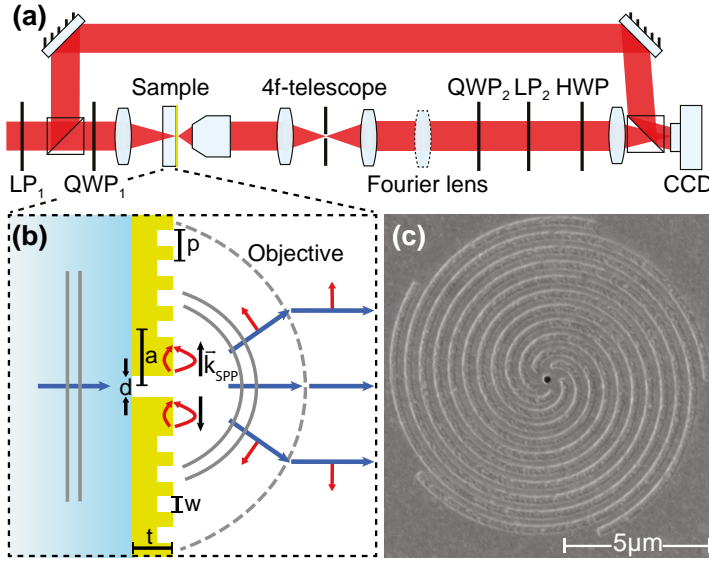 (a)
Sample
4f-telescope
QWP2 LP2 HWP
LP1 QWP1
Fourier lens
CCD
(b)
p
Objective
a
k⃗SPP
d
w
t
(c)
5μm